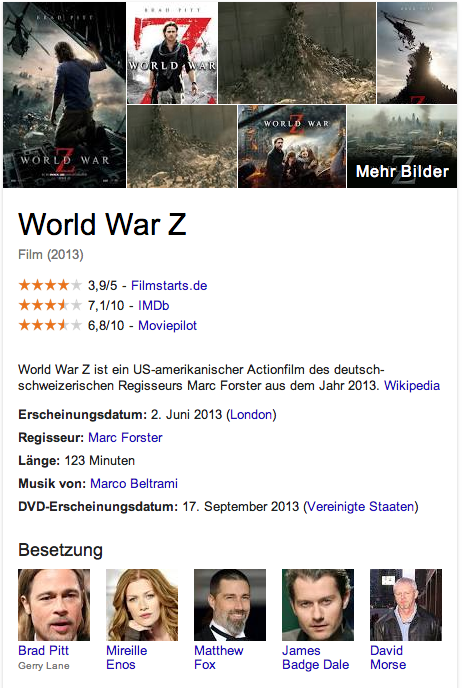 BRAD PITT
WORLD WAR
Z
BRAD PITT
Z
WORLD WAR
WORLD WAR
Z
Z
Mehr Bilder
World War Z
Film (2013)
3,9/5 - Filmstarts.de
7,1/10 - IMDb
6,8/10 - Moviepilot
World War Z ist ein US-amerikanischer Actionfilm des deutsch-
schweizerischen Regisseurs Marc Forster aus dem Jahr 2013. Wikipedia
Erscheinungsdatum: 2. Juni 2013 (London)
Regisseur: Marc Forster
Länge: 123 Minuten
Musik von: Marco Beltrami
DVD-Erscheinungsdatum: 17. September 2013 (Vereinigte Staaten)
Besetzung
Brad Pitt Mireille Matthew James David
Enos Fox Badge Dale Morse
Gerry Lane